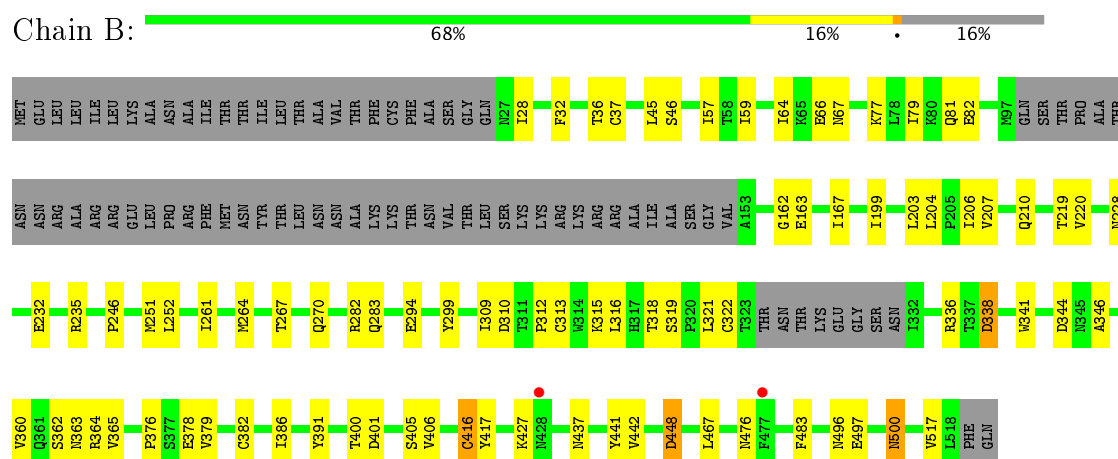 Chain B:
68% 16% • 16%
MET GLU LEU LEU ILE LEU LYS ALA ASN ALA ILE THR THR ILE LEU THR ALA VAL THR PHE CYS PHE ALA SER GLY GLN N27 I28 F32 T36 C37 L45 S46 I57 T58 I59 I64 K65 E66 N67 K77 L78 I79 K80 Q81 E82 M97 GLN SER THR PRO ALA THR
ASN ASN ARG ALA ARG ARG GLU LEU PRO ARG PHE MET ASN TYR THR LEU ASN ASN ALA LYS LYS THR ASN VAL THR LEU SER LYS LYS ARG LYS ARG ARG ALA ILE ALA SER GLY VAL A153 G162 E163 I167 I199 L203 L204 P205 I206 V207 Q210 T219 V220 N228
E232 R235 P246 M251 L252 I261 M264 T267 Q270 R282 Q283 E294 Y299 I309 D310 T311 P312 C313 W314 K315 L316 H317 T318 S319 P320 L321 C322 T323 THR ASN THR LYS GLU GLY SER ASN I332 R336 T337 D338 W341 D344 N345 A346
V360 Q361 S362 N363 R364 V365 P376 S377 E378 V379 C382 I386 Y391 T400 D401 S405 V406 C416 Y417 K427 N428 N437 Y441 V442 D448 L467 N476 F477 F483 N496 E497 N500 V517 L518 PHE GLN